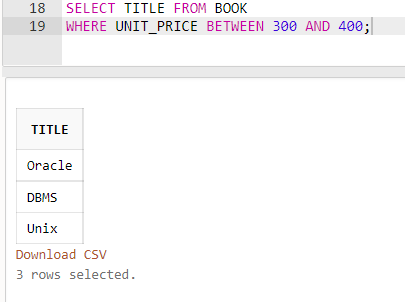 18 SELECT TITLE FROM BOOK
19 WHERE UNIT_PRICE BETWEEN 300 AND 400;
TITLE
Oracle
DBMS
Unix
Download CSV
3 rows selected.